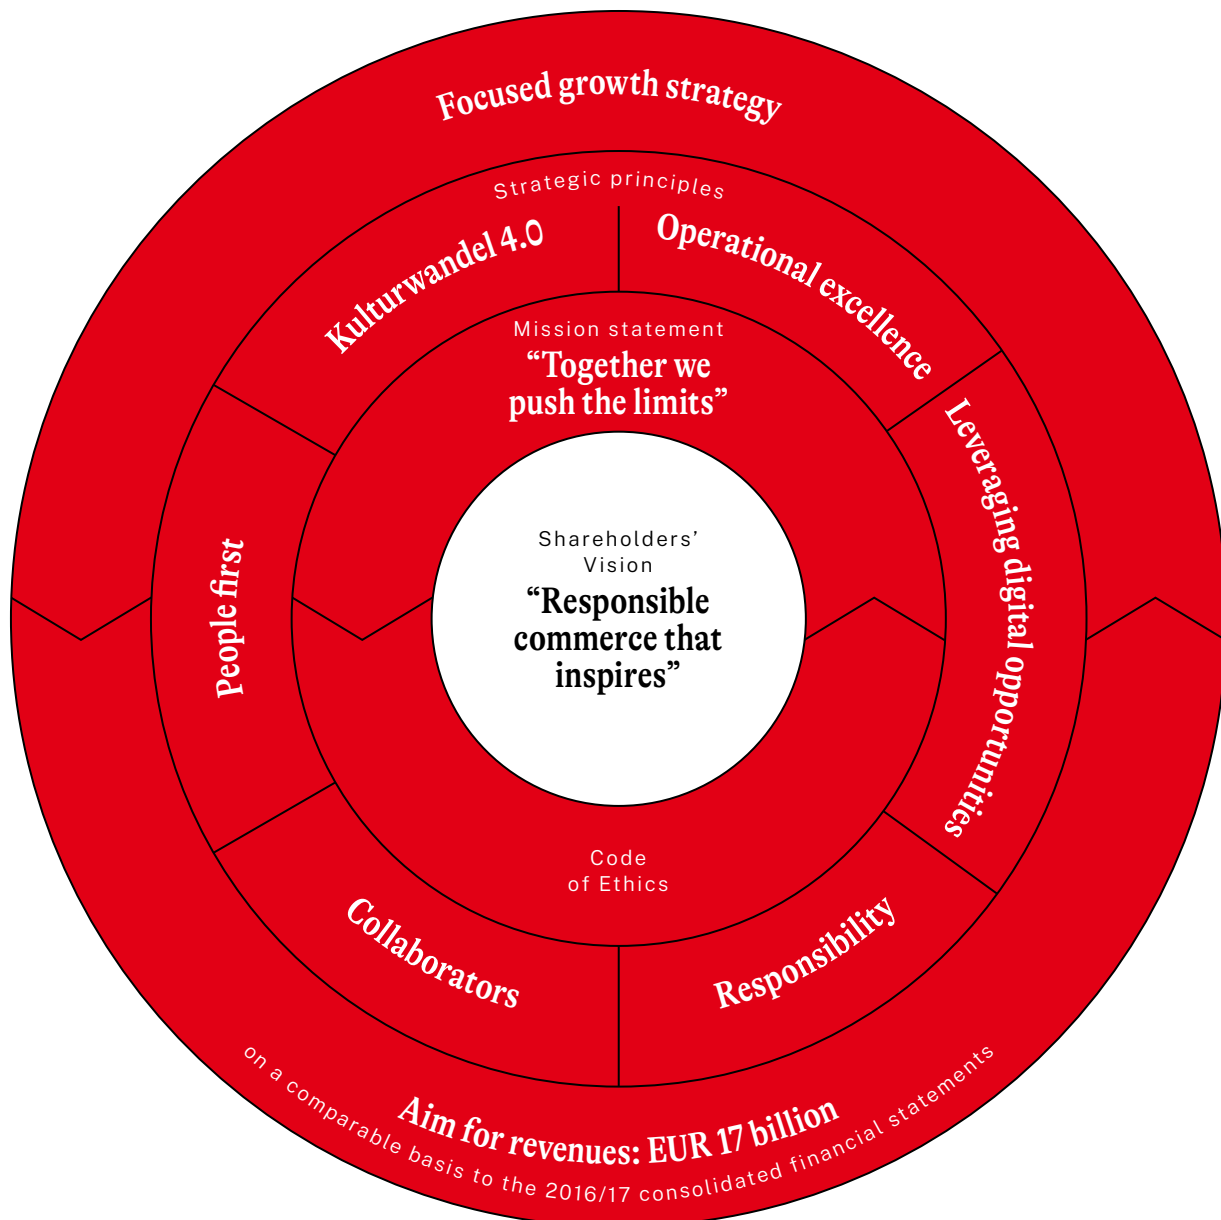 Focused growth strategy
Strategic principles
Kulturwandel 4.0
Operational excellence
Mission statement
“Together we
push the limits”
Leveraging digital opportunities
People first
Shareholders’
Vision
“Responsible
commerce that
inspires”
Code
of Ethics
Collaborators
Responsibility
Aim for revenues: EUR 17 billion
on a comparable basis to the 2016/17 consolidated financial statements